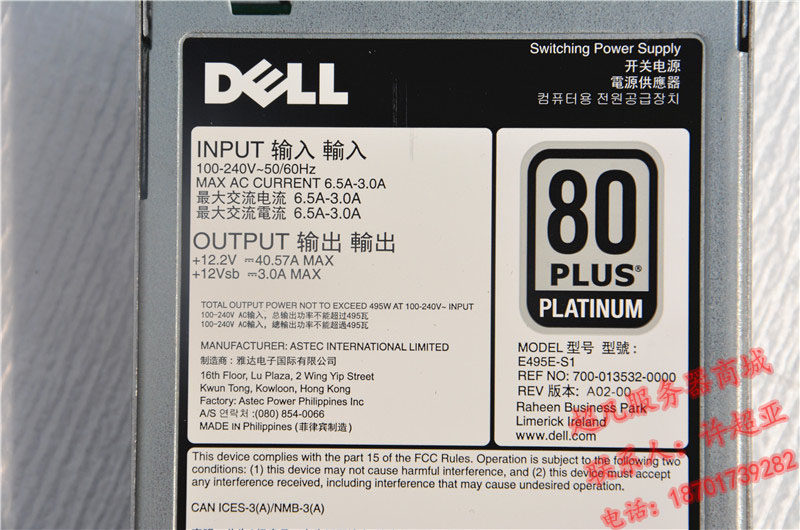 DELL
Switching Power Supply
开关电源
電源供應器
컴퓨터용 전원공급장치
INPUT 输入 輸入
100-240V~50/60Hz
MAX AC CURRENT 6.5A-3.0A
最大交流电流 6.5A-3.0A
最大交流電流 6.5A-3.0A
OUTPUT 输出 輸出
+12.2V ⎓40.57A MAX
+12Vsb ⎓3.0A MAX
TOTAL OUTPUT POWER NOT TO EXCEED 495W AT 100-240V~ INPUT
100-240V AC输入，总输出功率不能超过495瓦
100-240V AC輸入，總輸出功率不能超過495瓦
MANUFACTURER: ASTEC INTERNATIONAL LIMITED
制造商：雅达电子国际有限公司
16th Floor, Lu Plaza, 2 Wing Yip Street
Kwun Tong, Kowloon, Hong Kong
Factory: Astec Power Philippines Inc
A/S 연락처 :(080) 854-0066
MADE IN Philippines (菲律宾制造)
80
PLUS®
PLATINUM
MODEL 型号 型號：
E495E-S1
REF NO: 700-013532-0000
REV 版本: A02-00
Raheen Business Park
Limerick Ireland
www.dell.com
This device complies with the part 15 of the FCC Rules. Operation is subject to the following two
conditions: (1) this device may not cause harmful interference, and (2) this device must accept
any interference received, including interference that may cause undesired operation.
CAN ICES-3(A)/NMB-3(A)
超凡服务器商城
联系人：许超亚
电话：18701739282